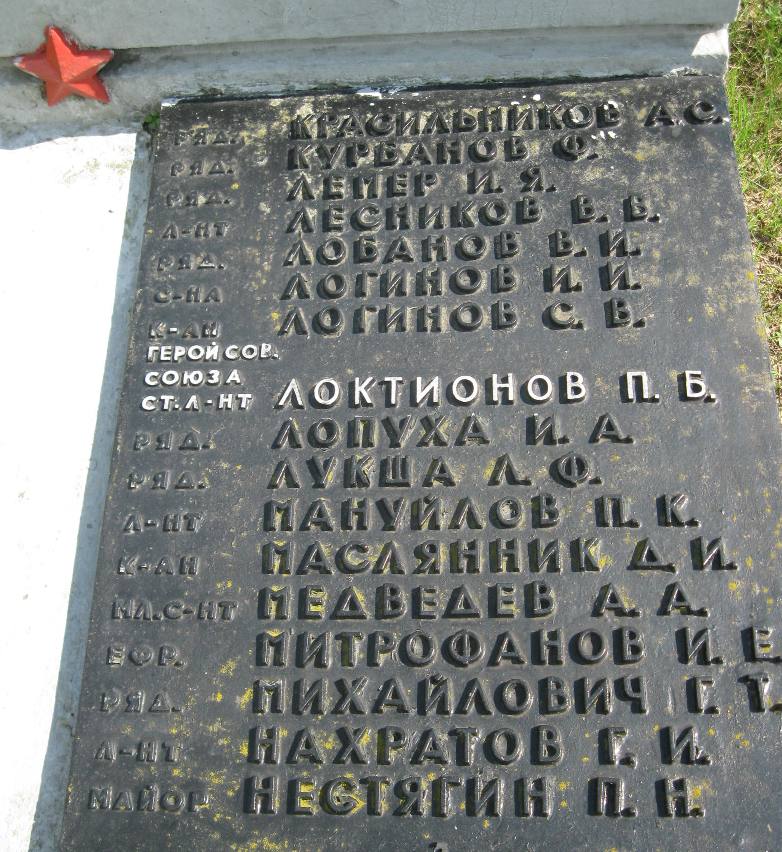 РЯД. КРАСИЛЬНИКОВ А.С.
РЯД. КУРБАНОВ Ф.
РЯД. ЛЕПЕР И. Я.
Л-НТ ЛЕСНИКОВ В. В.
РЯД. ЛОБАНОВ В. И.
С-НА ЛОГИНОВ И. И.
К-АН ЛОГИНОВ С. В.
ГЕРОЙ СОВ.
СОЮЗА
СТ. Л-НТ ЛОКТИОНОВ П. Б.
РЯД. ЛОПУХА И. А.
РЯД. ЛУКША Л. Ф.
Л-НТ МАНУЙЛОВ П. К.
К-АН МАСЛЯННИК Д. И.
МЛ. С-НТ МЕДВЕДЕВ А. А.
ЕФР. МИТРОФАНОВ И. Е
РЯД. МИХАЙЛОВИЧ Г. Т.
Л-НТ НАХРАТОВ Г. И.
МАЙОР НЕСТЯГИН П. Н.